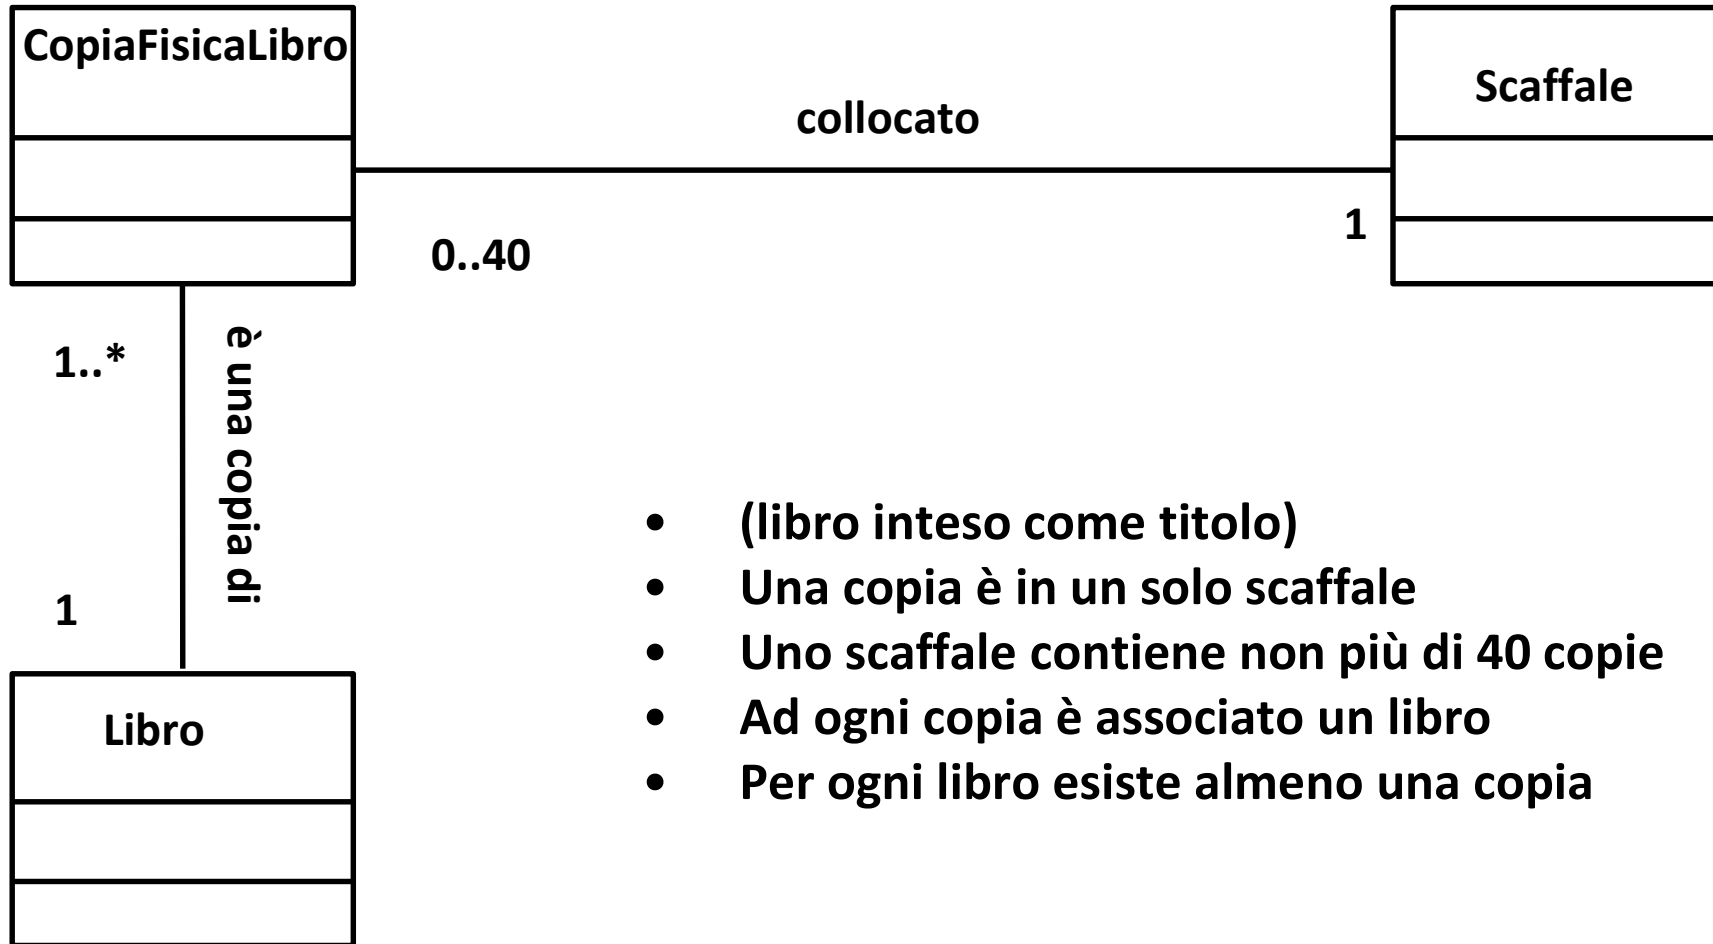 CopiaFisicaLibro
Scaffale
collocato
0..40
1
1..*
è una copia di
1
Libro
• (libro inteso come titolo)
• Una copia è in un solo scaffale
• Uno scaffale contiene non più di 40 copie
• Ad ogni copia è associato un libro
• Per ogni libro esiste almeno una copia